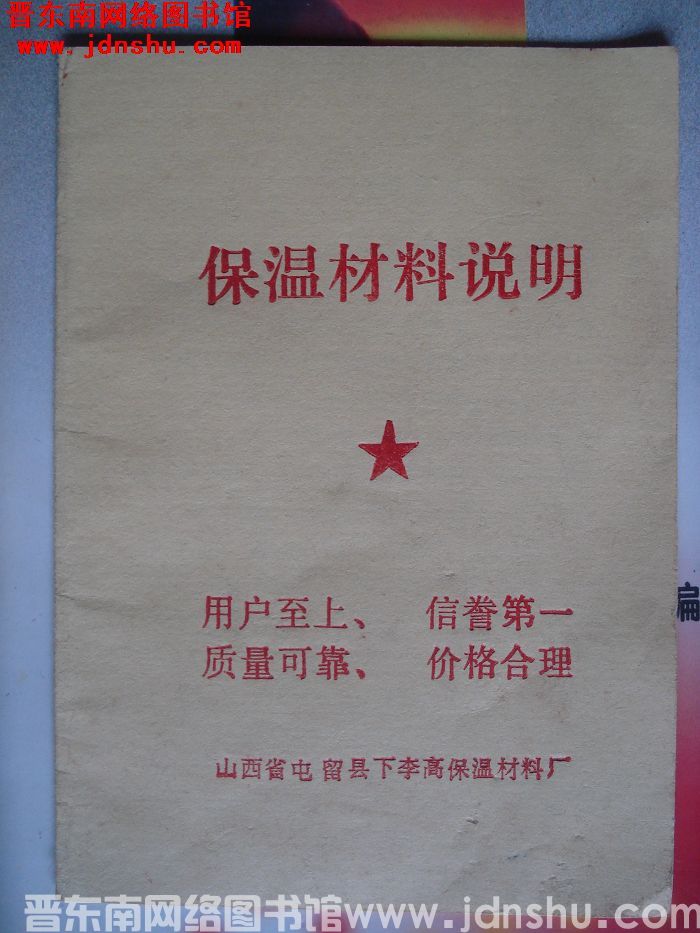 晋东南网络图书馆
www.jdnshu.com
保温材料说明
用户至上、 信誉第一
质量可靠、 价格合理
山西省屯留县下李高保温材料厂
扁
晋东南网络图书馆www.jdnshu.com